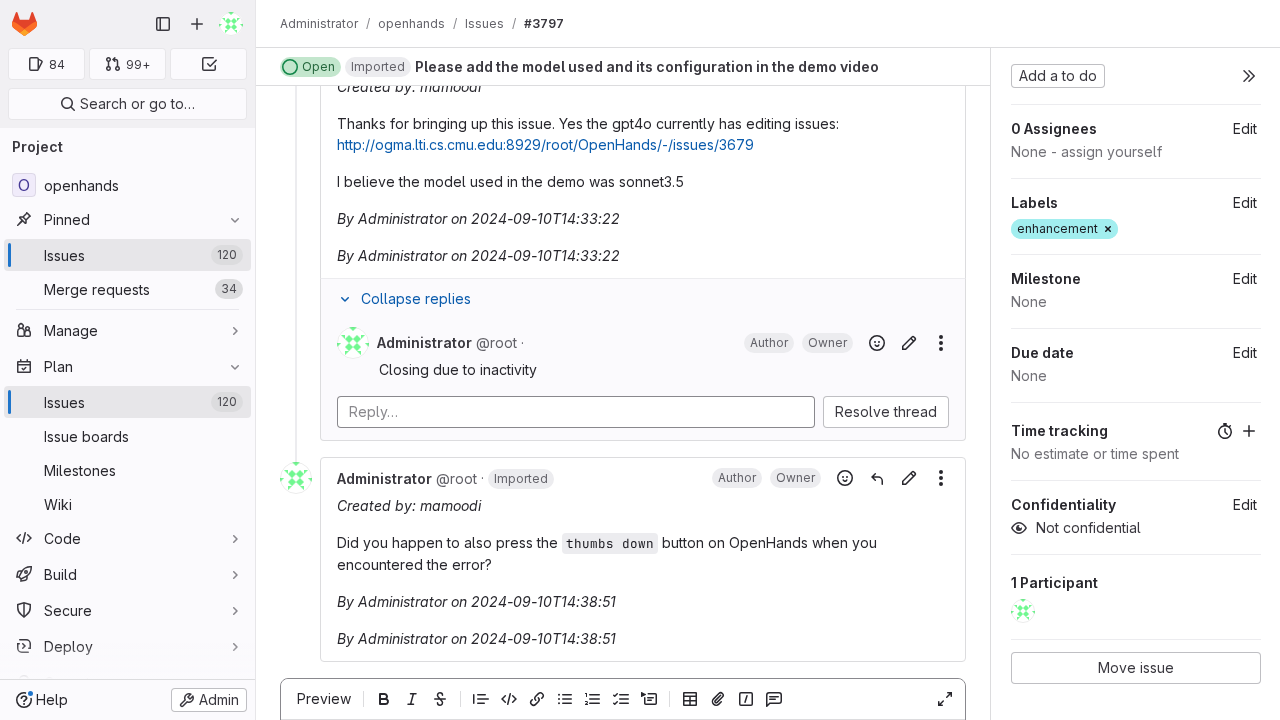 Administrator / openhands / Issues / #3797
84
99+
Search or go to…
Project
O openhands
Pinned
Issues 120
Merge requests 34
Manage
Plan
Issues 120
Issue boards
Milestones
Wiki
Code
Build
Secure
Deploy
Help
Admin
Open Imported Please add the model used and its configuration in the demo video
Created by: mamoodi
Thanks for bringing up this issue. Yes the gpt4o currently has editing issues:
http://ogma.lti.cs.cmu.edu:8929/root/OpenHands/-/issues/3679
I believe the model used in the demo was sonnet3.5
By Administrator on 2024-09-10T14:33:22
By Administrator on 2024-09-10T14:33:22
Collapse replies
Administrator @root · Author Owner
Closing due to inactivity
Reply…
Resolve thread
Administrator @root · Imported Author Owner
Created by: mamoodi
Did you happen to also press the thumbs down button on OpenHands when you
encountered the error?
By Administrator on 2024-09-10T14:38:51
By Administrator on 2024-09-10T14:38:51
Preview
Add a to do
0 Assignees Edit
None - assign yourself
Labels Edit
enhancement ×
Milestone Edit
None
Due date Edit
None
Time tracking
No estimate or time spent
Confidentiality Edit
Not confidential
1 Participant
Move issue